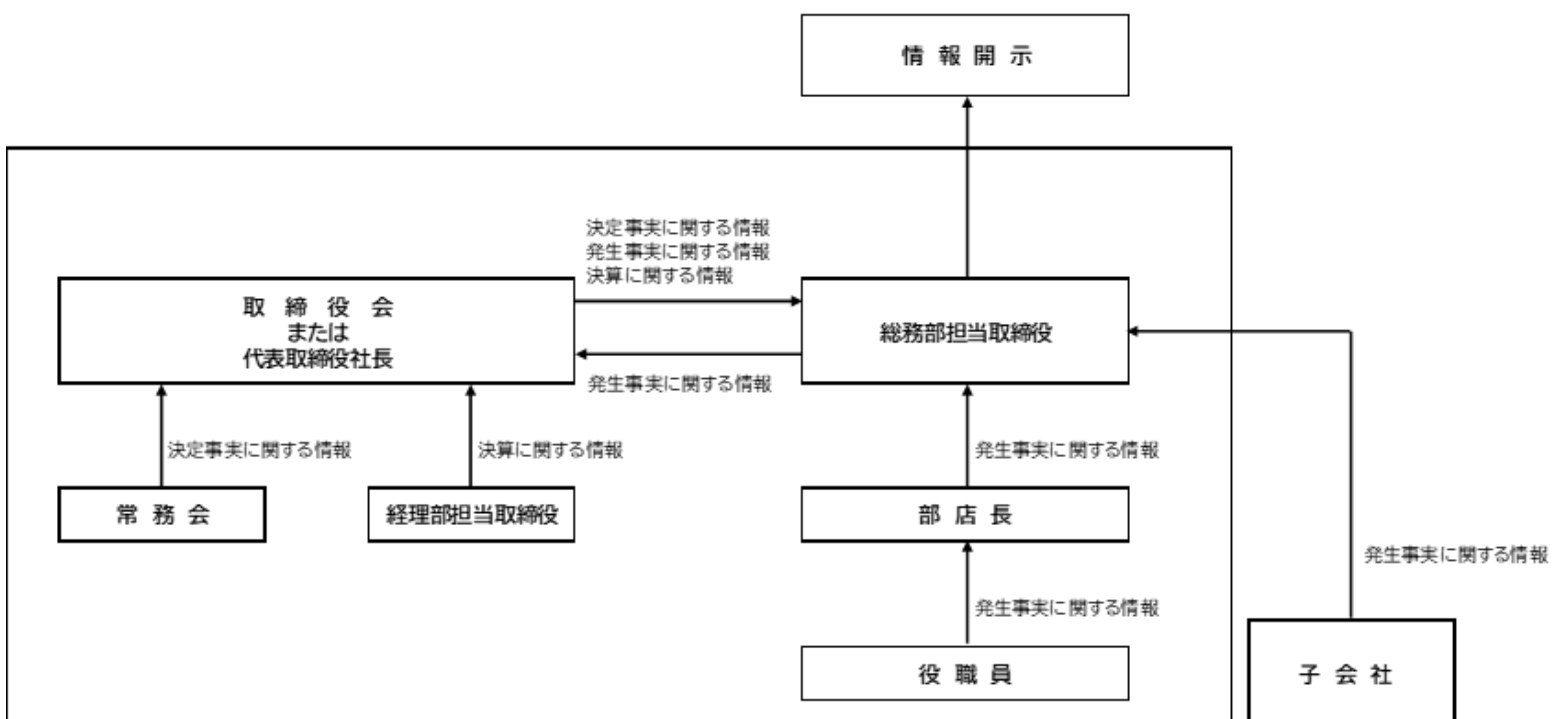 情 報 開 示
決定事実に関する情報
発生事実に関する情報
決算に関する情報
取 締 役 会
または
代表取締役社長
総務部担当取締役
発生事実に関する情報
決定事実に関する情報
決算に関する情報
発生事実に関する情報
常 務 会
経理部担当取締役
部 店 長
発生事実に関する情報
発生事実に関する情報
役 職 員
子 会 社